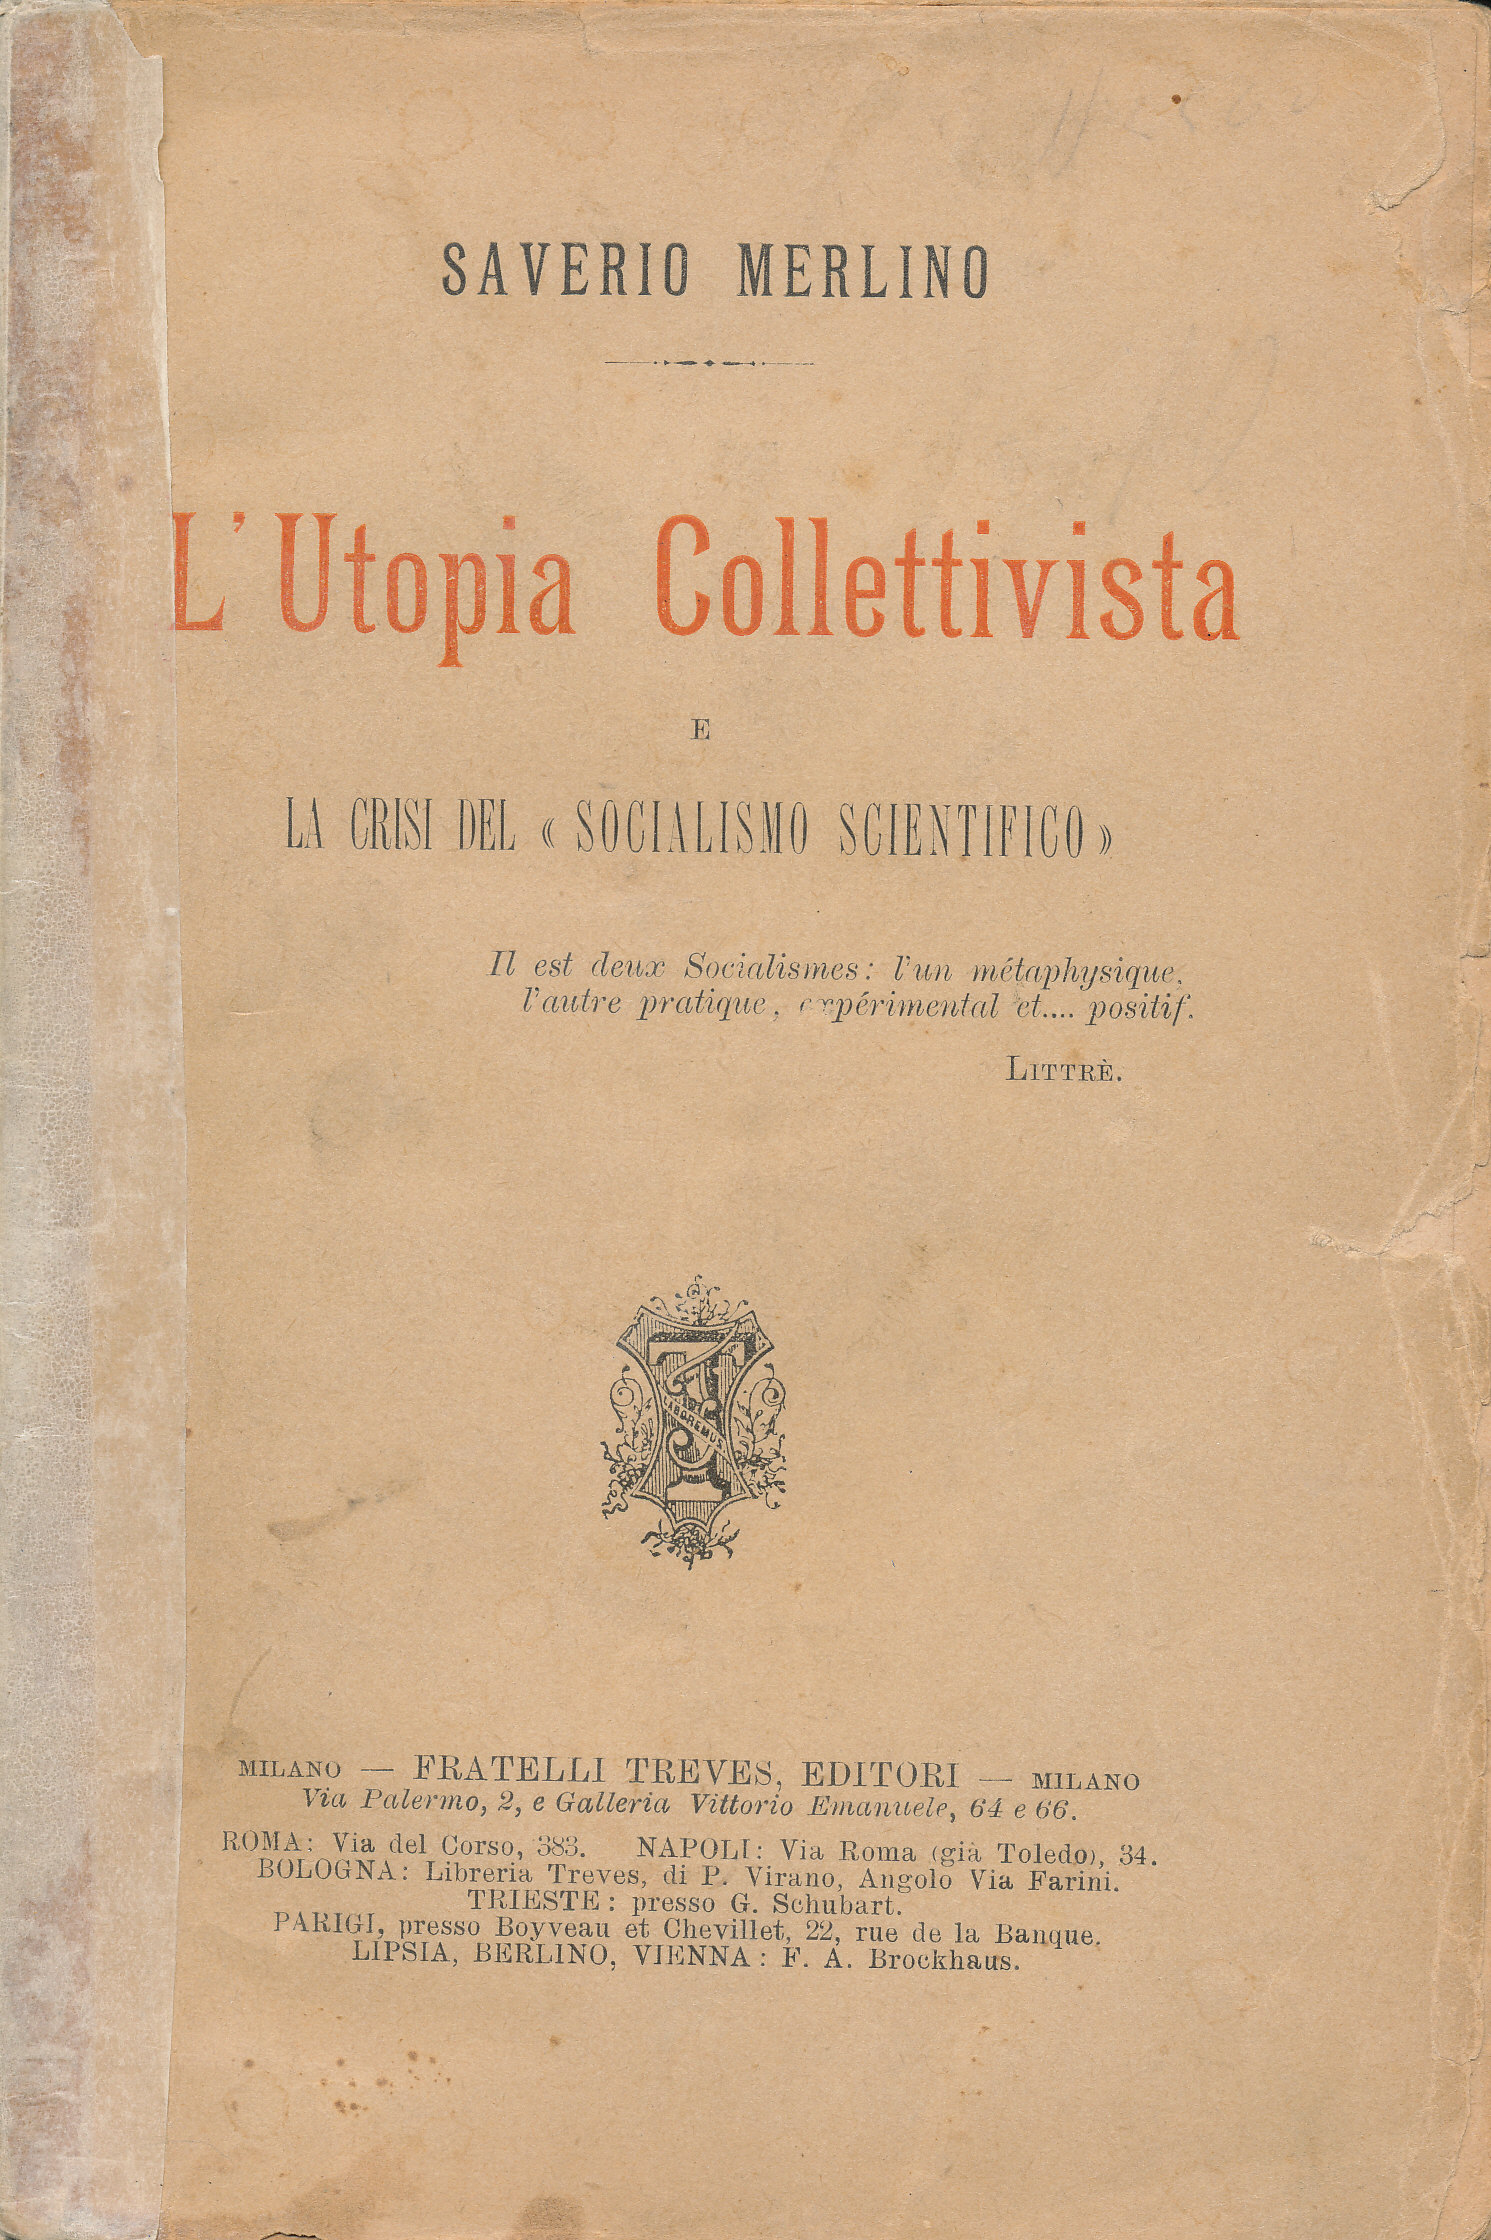 SAVERIO MERLINO
L'Utopia Collettivista
E
LA CRISI DEL « SOCIALISMO SCIENTIFICO »
Il est deux Socialismes: l'un métaphysique,
l'autre pratique, expérimental et.... positif.
LITTRÈ.
LABOREMUS
MILANO — FRATELLI TREVES, EDITORI — MILANO
Via Palermo, 2, e Galleria Vittorio Emanuele, 64 e 66.
ROMA: Via del Corso, 383. NAPOLI: Via Roma (già Toledo), 34.
BOLOGNA: Libreria Treves, di P. Virano, Angolo Via Farini.
TRIESTE: presso G. Schubart.
PARIGI, presso Boyveau et Chevillet, 22, rue de la Banque.
LIPSIA, BERLINO, VIENNA: F. A. Brockhaus.